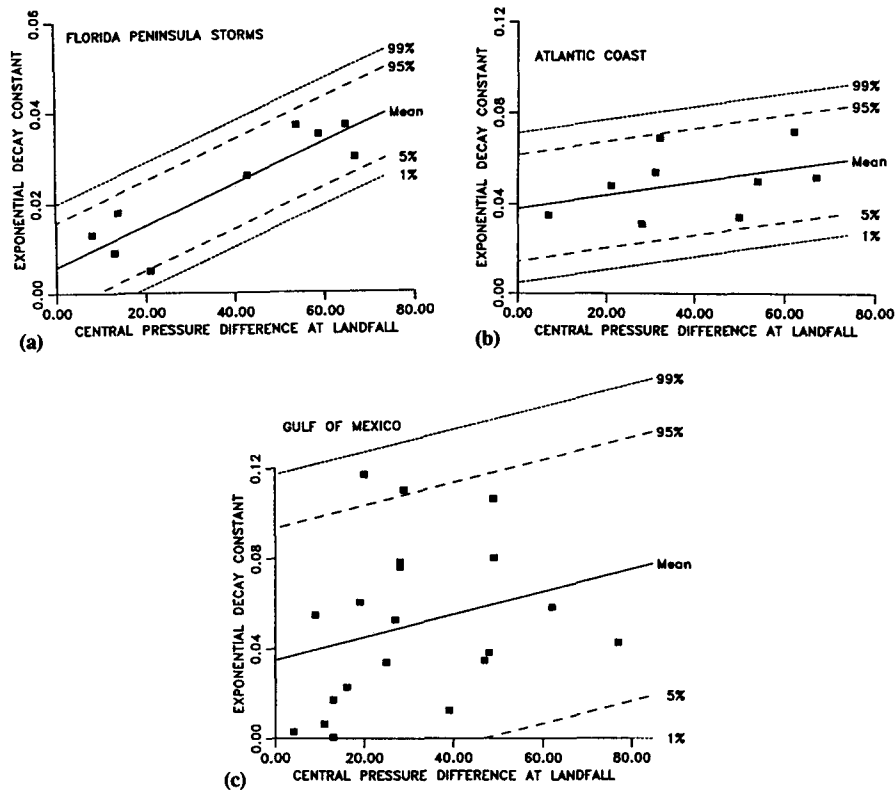 FLORIDA PENINSULA STORMS
EXPONENTIAL DECAY CONSTANT
0.06
0.04
0.02
0.00
99%
95%
Mean
5%
1%
0.00 20.00 40.00 60.00 80.00
CENTRAL PRESSURE DIFFERENCE AT LANDFALL
(a)
ATLANTIC COAST
EXPONENTIAL DECAY CONSTANT
0.12
0.08
0.04
0.00
99%
95%
Mean
5%
1%
0.00 20.00 40.00 60.00 80.00
CENTRAL PRESSURE DIFFERENCE AT LANDFALL
(b)
GULF OF MEXICO
EXPONENTIAL DECAY CONSTANT
0.12
0.08
0.04
0.00
99%
95%
Mean
5%
1%
0.00 20.00 40.00 60.00 80.00
CENTRAL PRESSURE DIFFERENCE AT LANDFALL
(c)